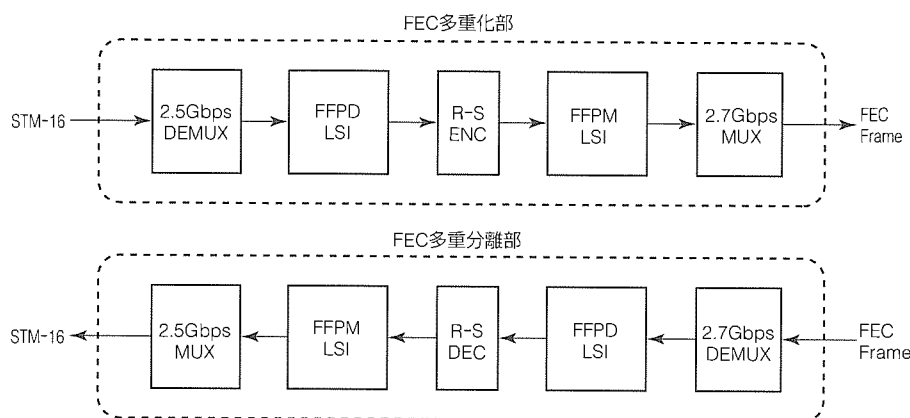 FEC多重化部
STM-16
2.5Gbps
DEMUX
FFPD
LSI
R-S
ENC
FFPM
LSI
2.7Gbps
MUX
FEC
Frame
FEC多重分離部
STM-16
2.5Gbps
MUX
FFPM
LSI
R-S
DEC
FFPD
LSI
2.7Gbps
DEMUX
FEC
Frame